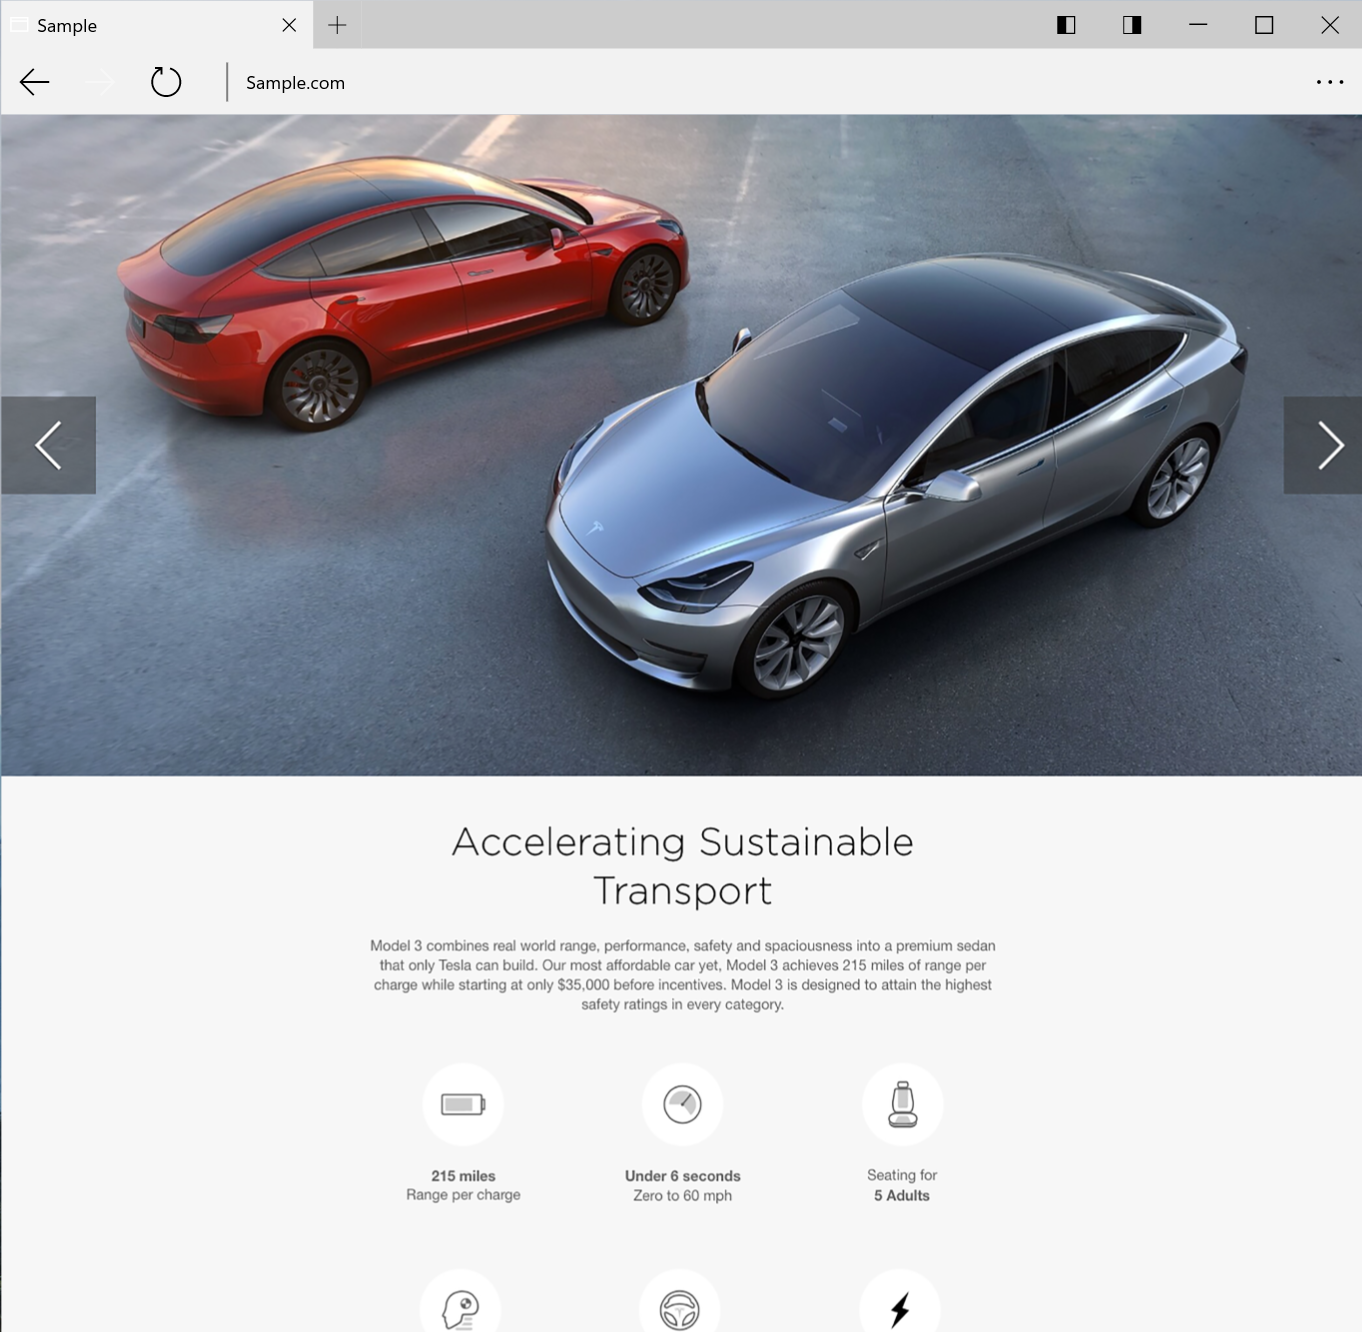 Sample
Sample.com
Accelerating Sustainable
Transport
Model 3 combines real world range, performance, safety and spaciousness into a premium sedan
that only Tesla can build. Our most affordable car yet, Model 3 achieves 215 miles of range per
charge while starting at only $35,000 before incentives. Model 3 is designed to attain the highest
safety ratings in every category.
215 miles
Range per charge
Under 6 seconds
Zero to 60 mph
Seating for
5 Adults